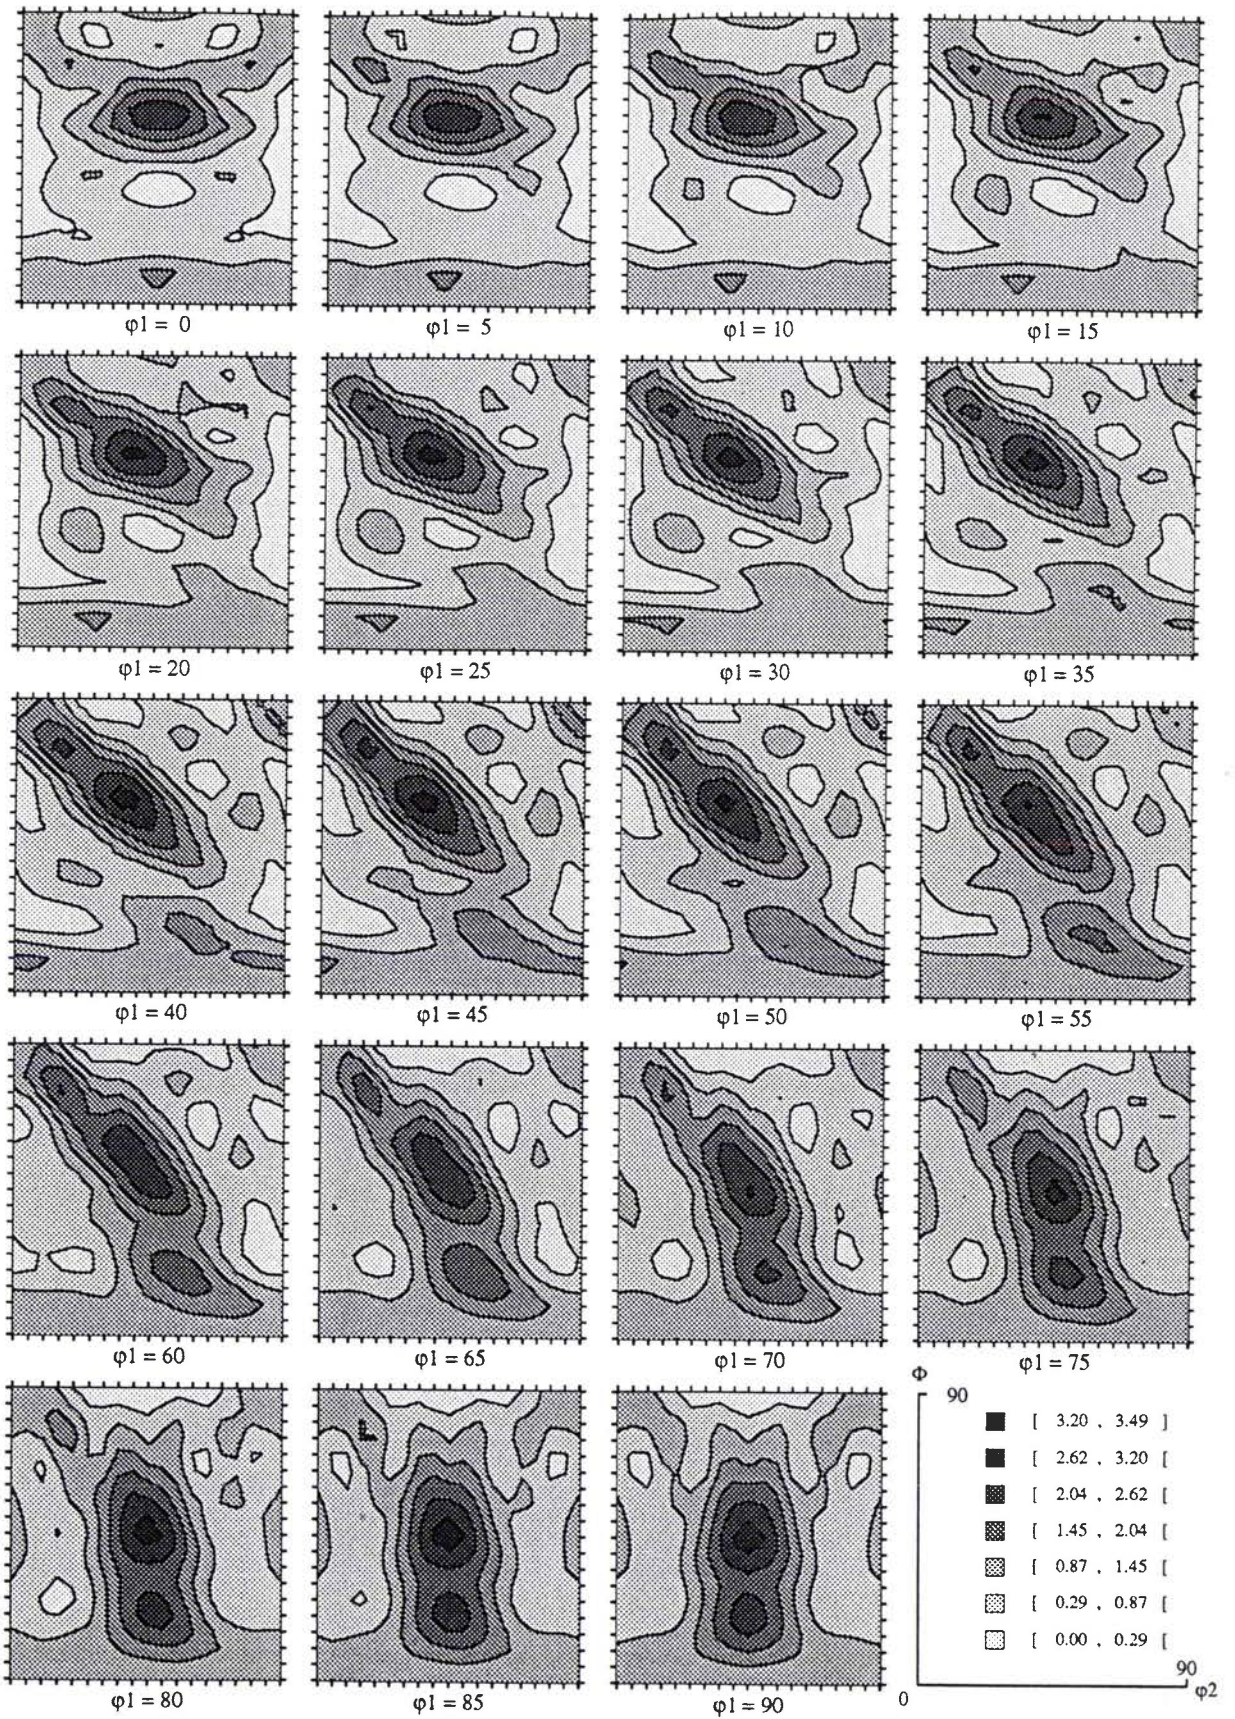 φ1 = 0 φ1 = 5 φ1 = 10 φ1 = 15
φ1 = 20 φ1 = 25 φ1 = 30 φ1 = 35
φ1 = 40 φ1 = 45 φ1 = 50 φ1 = 55
φ1 = 60 φ1 = 65 φ1 = 70 φ1 = 75
Φ
90
[ 3.20 , 3.49 ]
[ 2.62 , 3.20 [
[ 2.04 , 2.62 [
[ 1.45 , 2.04 [
[ 0.87 , 1.45 [
[ 0.29 , 0.87 [
[ 0.00 , 0.29 [
90
0 φ2
φ1 = 80 φ1 = 85 φ1 = 90